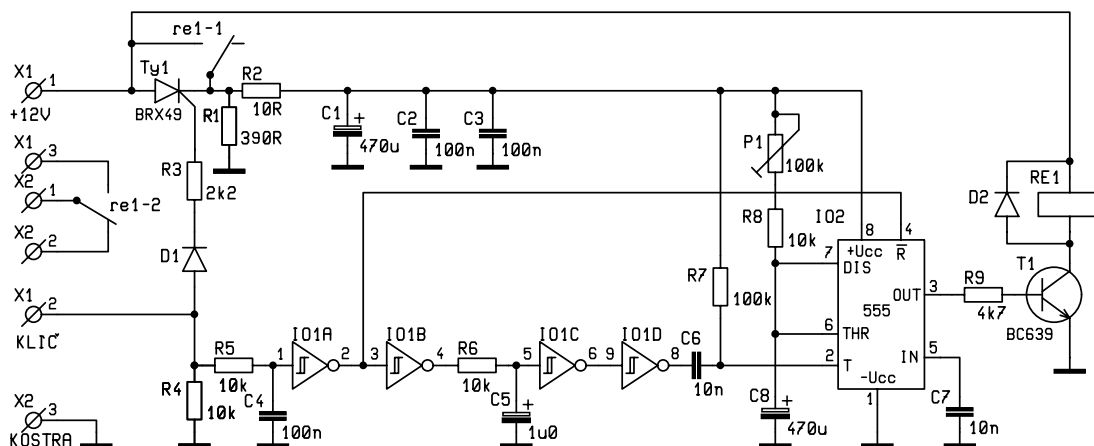 re1-1
X1
1
+12V
Ty1
BRX49
R2
10R
R1
390R
C1
+
470u
C2
100n
C3
100n
P1
100k
X1
3
X2
1
re1-2
X2
2
R3
2k2
D1
R8
10k
IO2
8
4
+Ucc
R
7
DIS
555
OUT
3
6
THR
2
T
IN
5
-Ucc
1
D2
RE1
R9
4k7
T1
BC639
R7
100k
X1
2
KLÍČ
R5
10k
R4
10k
1
IO1A
2
3
IO1B
4
R6
10k
5
IO1C
6
9
IO1D
8
C6
10n
C4
100n
C5
+
1u0
C8
+
470u
C7
10n
X2
3
KOSTRA